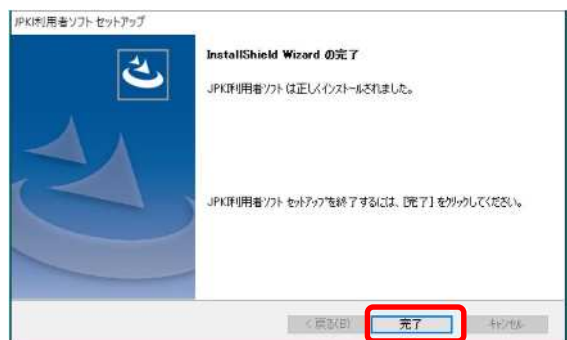 JPKI利用者ソフト セットアップ
InstallShield Wizard の完了
JPKI利用者ソフト は正しくインストールされました。
JPKI利用者ソフト セットアップを終了するには、[完了] をクリックしてください。
< 戻る(B)
完了
キャンセル